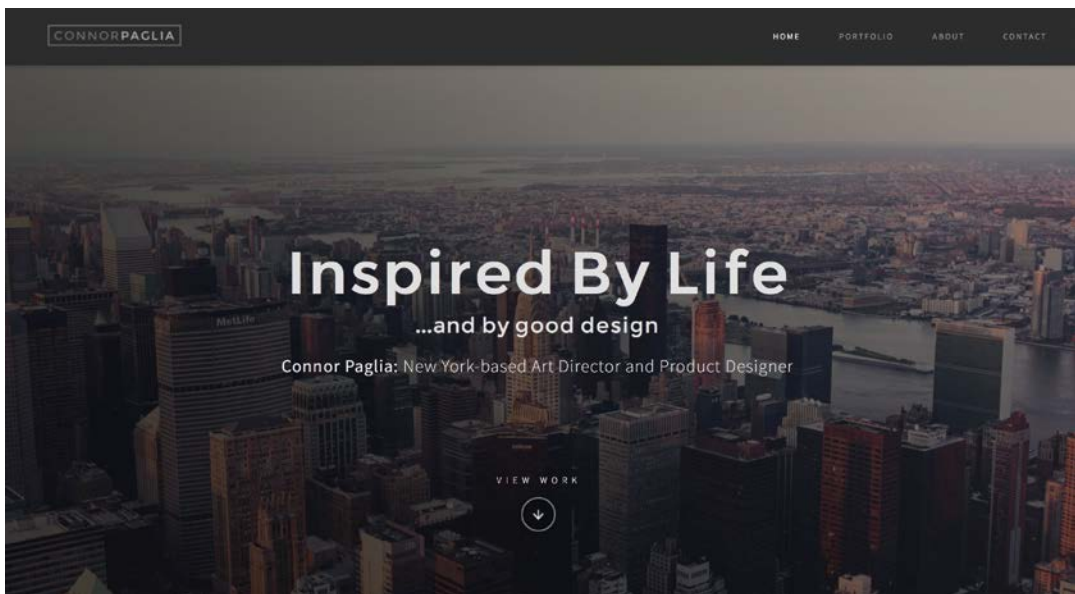 CONNORPAGLIA
HOME PORTFOLIO ABOUT CONTACT
Inspired By Life
...and by good design
MetLife
Connor Paglia: New York-based Art Director and Product Designer
VIEW WORK